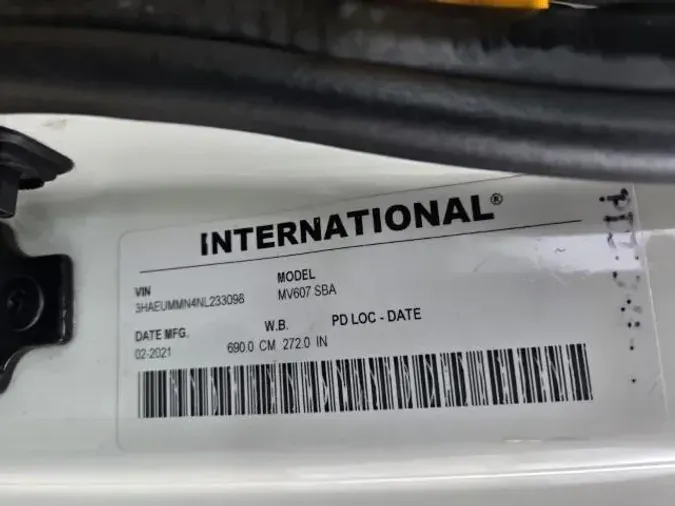 INTERNATIONAL®
VIN
3HAEUMMN4NL233098
MODEL
MV607 SBA
DATE MFG.
02-2021
W.B.
690.0 CM 272.0 IN
PD LOC - DATE